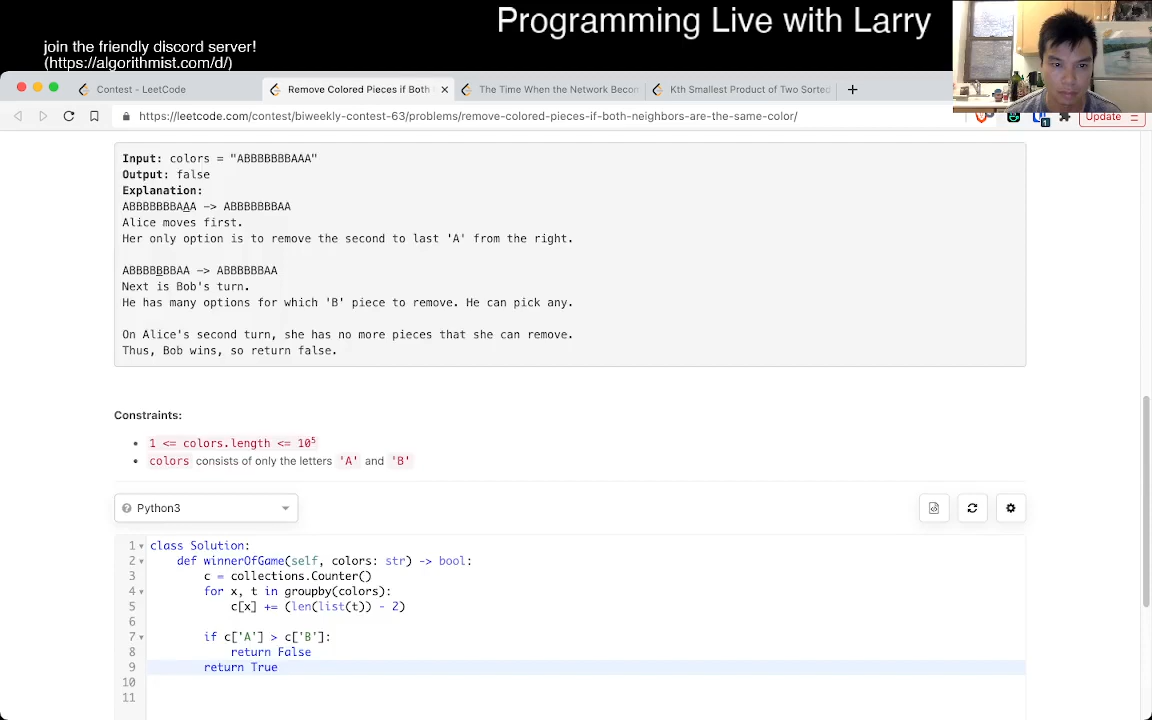 Programming Live with Larry
join the friendly discord server!
(https://algorithmist.com/d/)
Contest - LeetCode
Remove Colored Pieces if Both
The Time When the Network Becon
Kth Smallest Product of Two Sorted
https://leetcode.com/contest/biweekly-contest-63/problems/remove-colored-pieces-if-both-neighbors-are-the-same-color/
Update
Input: colors = "ABBBBBBBAAA"
Output: false
Explanation:
ABBBBBBBAAA -> ABBBBBBBAA
Alice moves first.
Her only option is to remove the second to last 'A' from the right.
ABBBBBBBAA -> ABBBBBBAA
Next is Bob's turn.
He has many options for which 'B' piece to remove. He can pick any.
On Alice's second turn, she has no more pieces that she can remove.
Thus, Bob wins, so return false.
Constraints:
1 <= colors.length <= 10⁵
colors consists of only the letters 'A' and 'B'
Python3
1 class Solution:
2 def winnerOfGame(self, colors: str) -> bool:
3 c = collections.Counter()
4 for x, t in groupby(colors):
5 c[x] += (len(list(t)) - 2)
6
7 if c['A'] > c['B']:
8 return False
9 return True
10
11